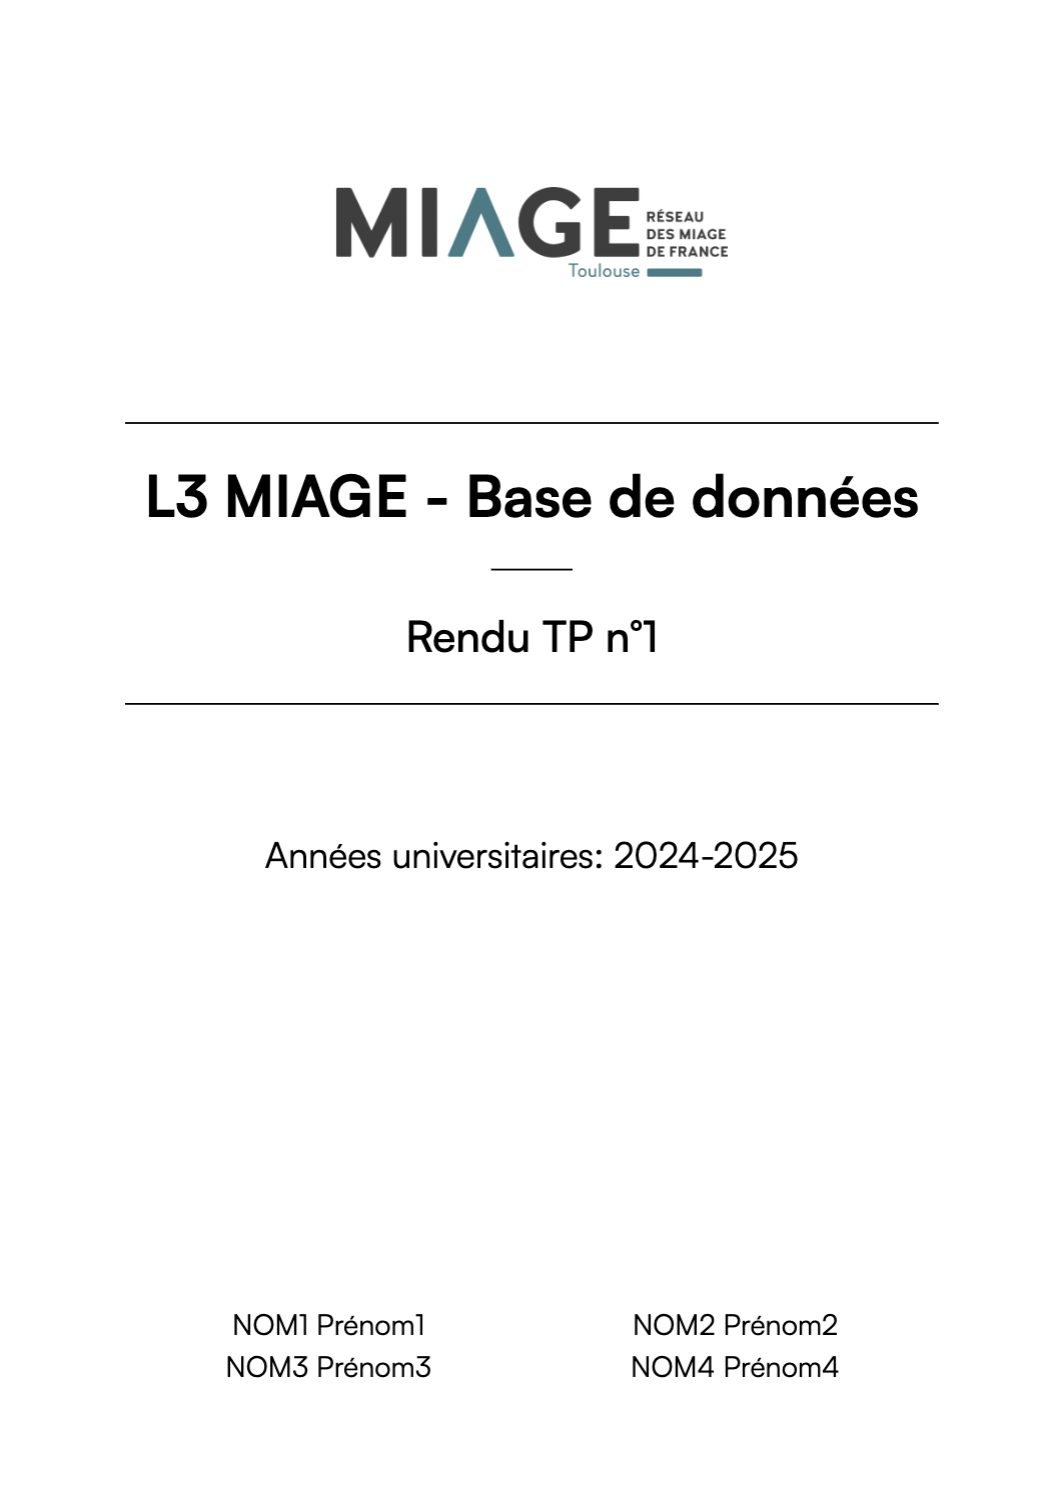 MIAGE
RÉSEAU
DES MIAGE
DE FRANCE
Toulouse
L3 MIAGE - Base de données
Rendu TP n°1
Années universitaires: 2024-2025
NOM1 Prénom1
NOM2 Prénom2
NOM3 Prénom3
NOM4 Prénom4